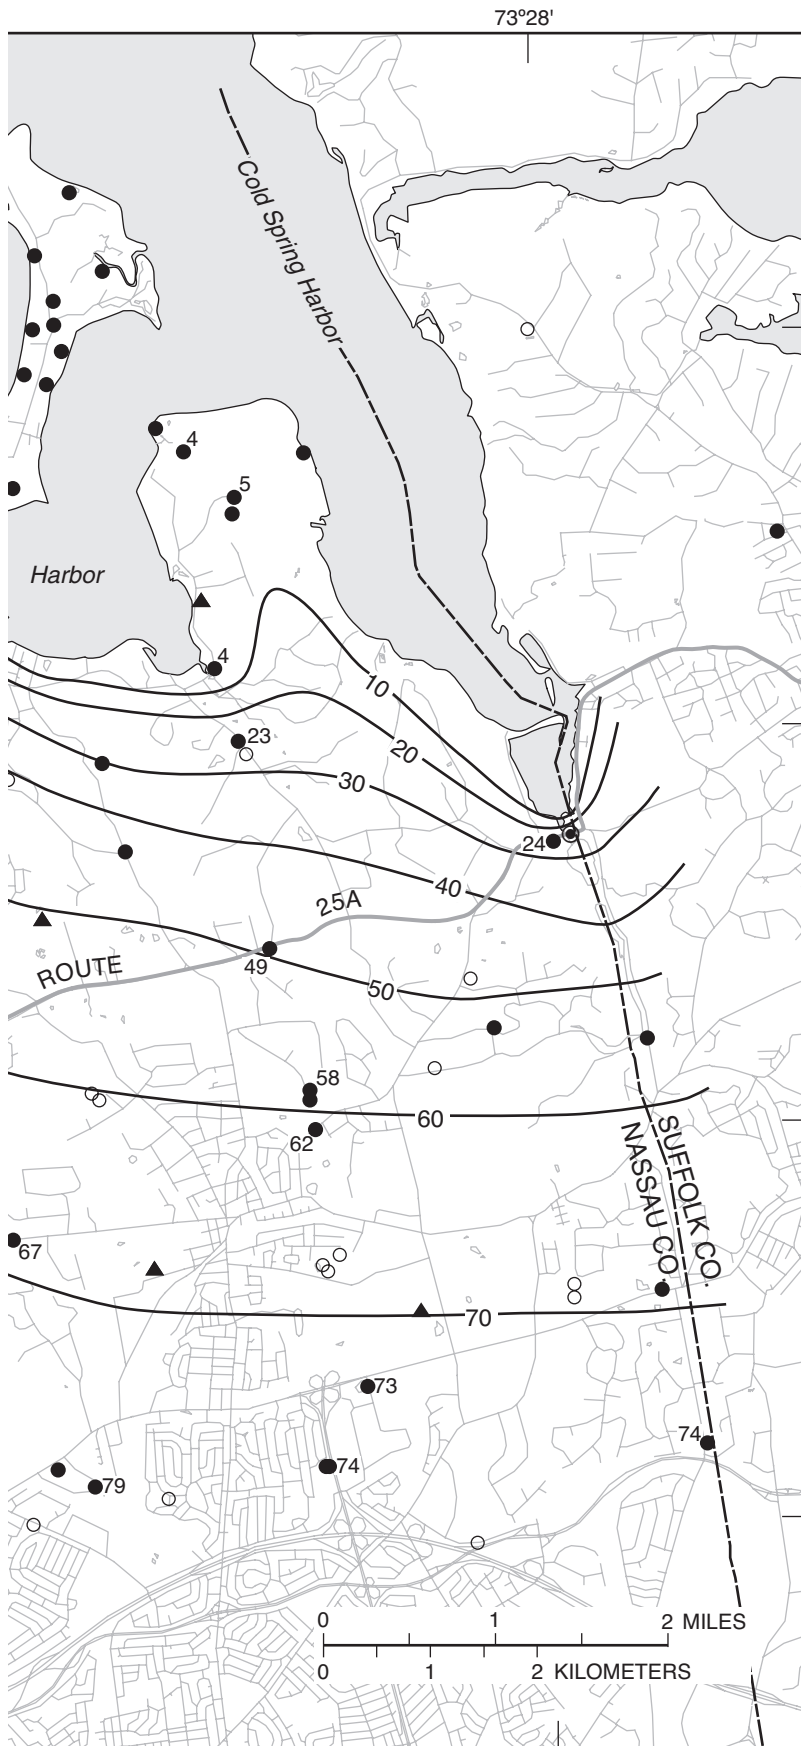 73°28'
Cold Spring Harbor
4
5
Harbor
4
10
23
20
30
24
40
25A
ROUTE
49
50
58
60
62
SUFFOLK CO.
NASSAU CO.
67
70
73
74
74
79
0 1 2 MILES
0 1 2 KILOMETERS